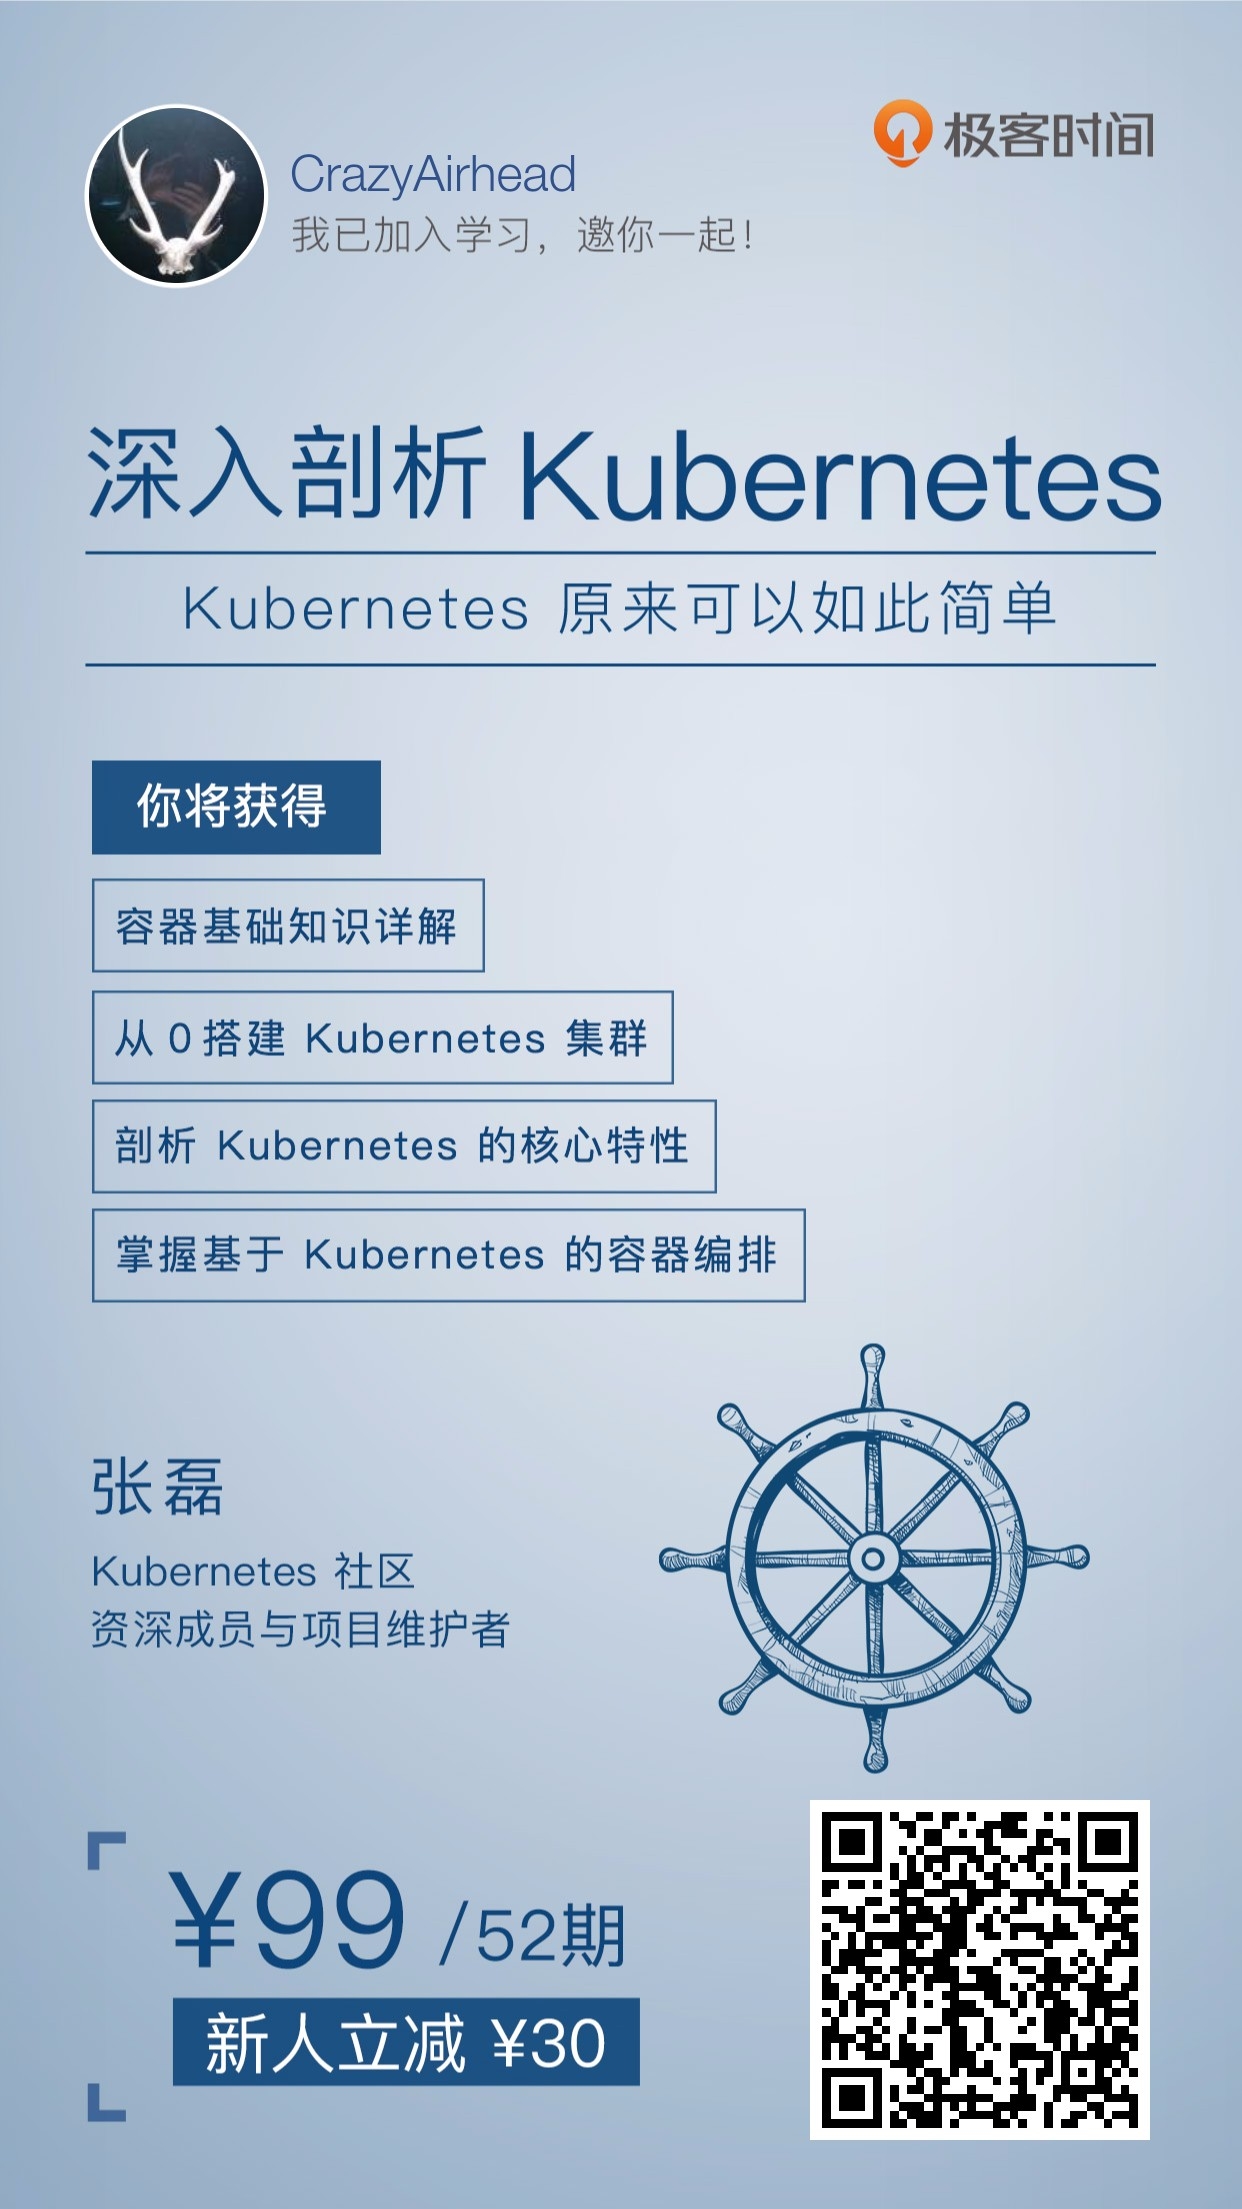 极客时间
CrazyAirhead
我已加入学习，邀你一起！
深入剖析 Kubernetes
Kubernetes 原来可以如此简单
你将获得
容器基础知识详解
从 0 搭建 Kubernetes 集群
剖析 Kubernetes 的核心特性
掌握基于 Kubernetes 的容器编排
张磊
Kubernetes 社区
资深成员与项目维护者
¥99 /52期
新人立减 ¥30